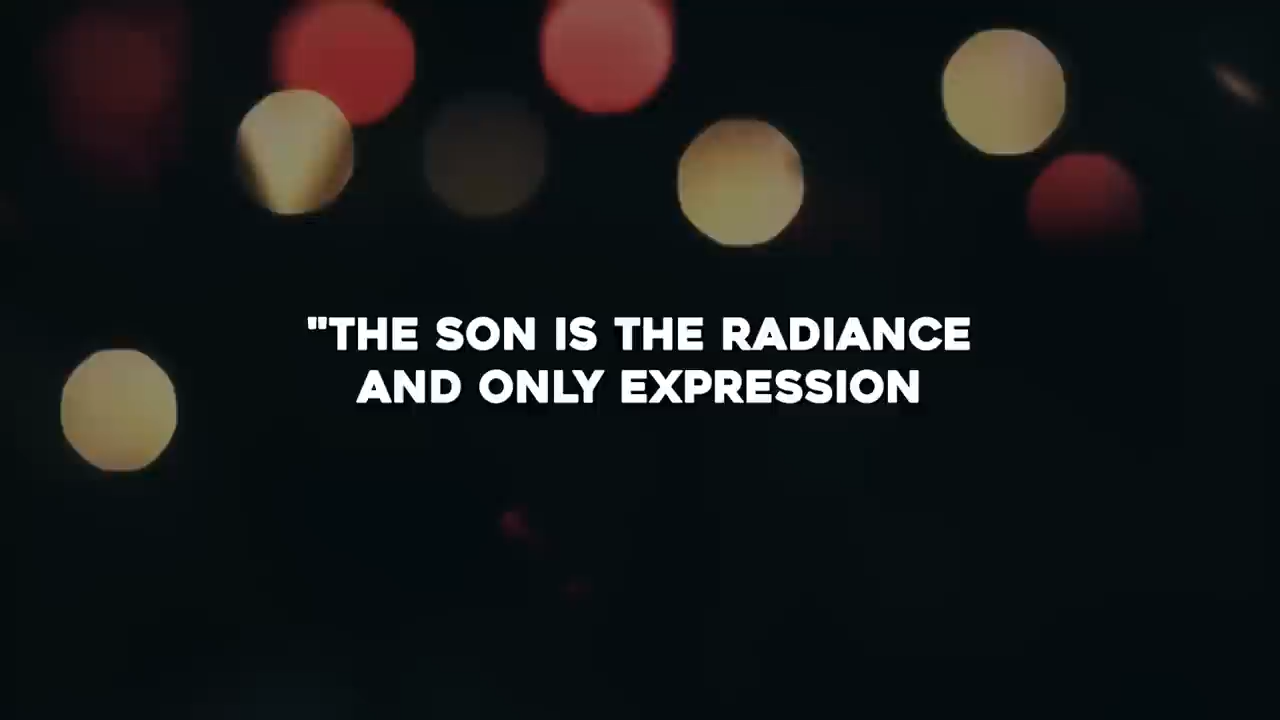 "THE SON IS THE RADIANCE
AND ONLY EXPRESSION